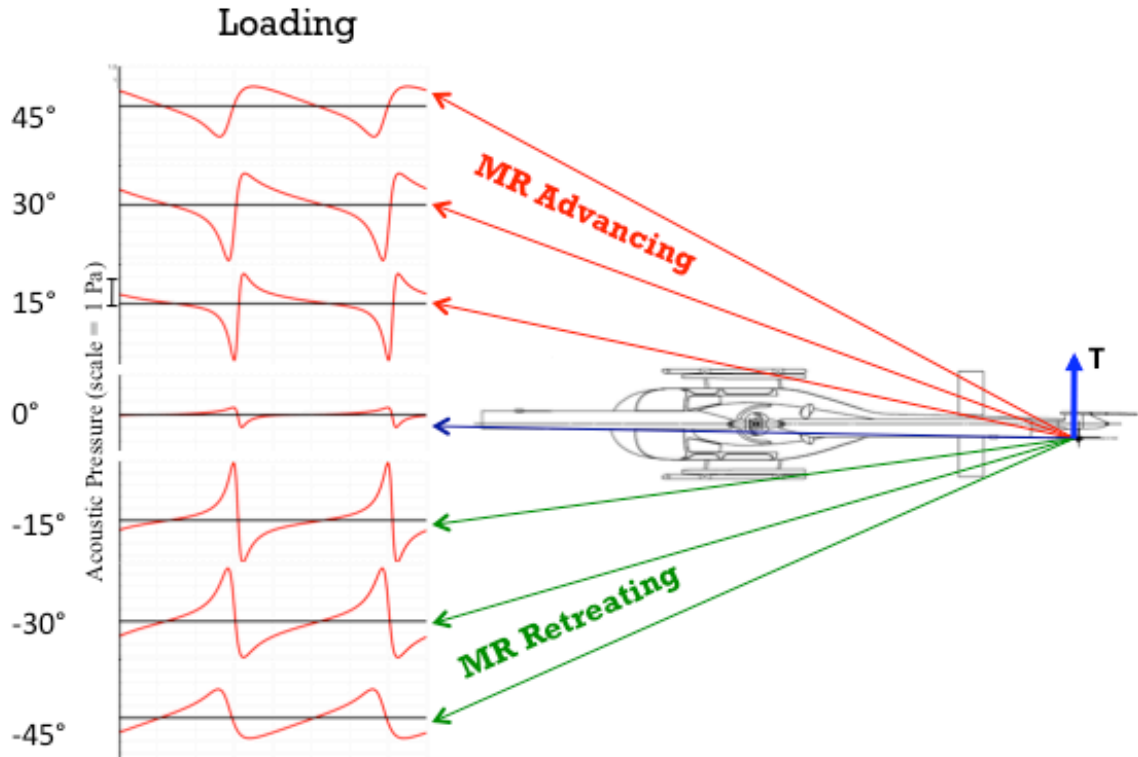 Loading
45°
30°
15°
0°
-15°
-30°
-45°
Acoustic Pressure (scale = 1 Pa)
MR Advancing
T
MR Retreating